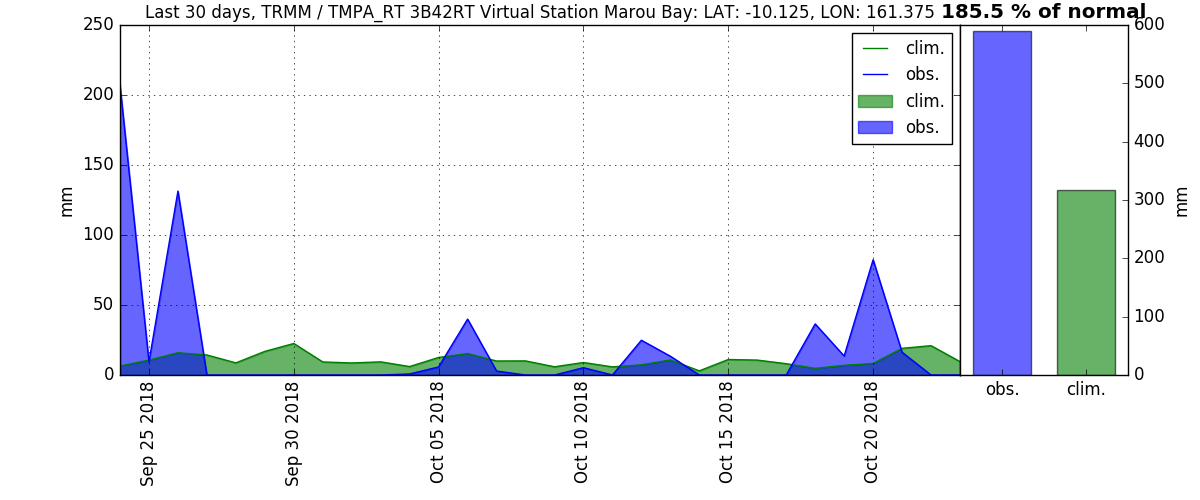 Last 30 days, TRMM / TMPA_RT 3B42RT Virtual Station Marou Bay: LAT: -10.125, LON: 161.375 185.5 % of normal
250
200
150
100
50
0
mm
clim.
obs.
clim.
obs.
Sep 25 2018
Sep 30 2018
Oct 05 2018
Oct 10 2018
Oct 15 2018
Oct 20 2018
600
500
400
300
200
100
0
mm
obs.
clim.